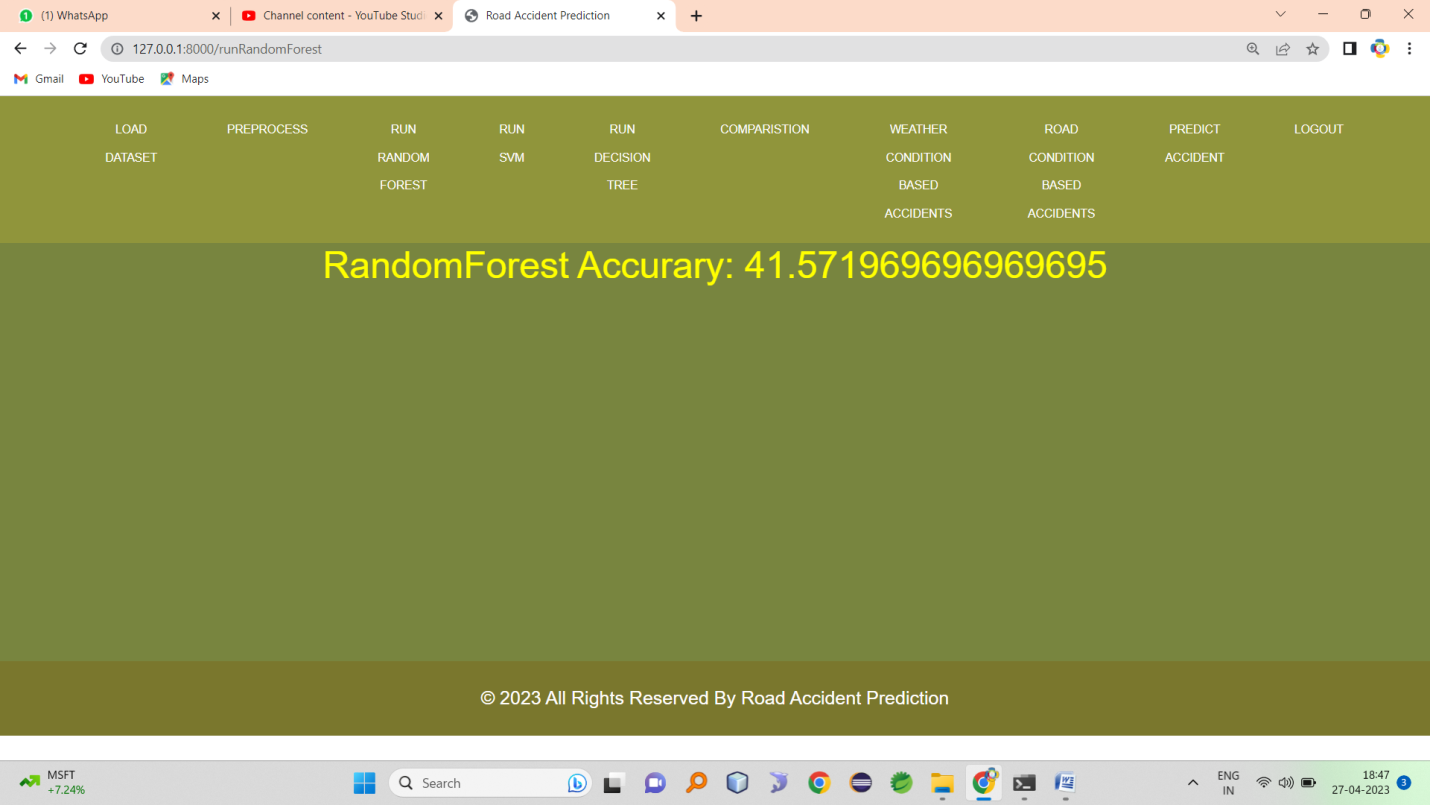 (1) WhatsApp
Channel content - YouTube Studi
Road Accident Prediction
127.0.0.1:8000/runRandomForest
Gmail
YouTube
Maps
LOAD
DATASET
PREPROCESS
RUN
RANDOM
FOREST
RUN
SVM
RUN
DECISION
TREE
COMPARISTION
WEATHER
CONDITION
BASED
ACCIDENTS
ROAD
CONDITION
BASED
ACCIDENTS
PREDICT
ACCIDENT
LOGOUT
RandomForest Accurary: 41.571969696969695
© 2023 All Rights Reserved By Road Accident Prediction
MSFT
+7.24%
Search
ENG
IN
18:47
27-04-2023
3